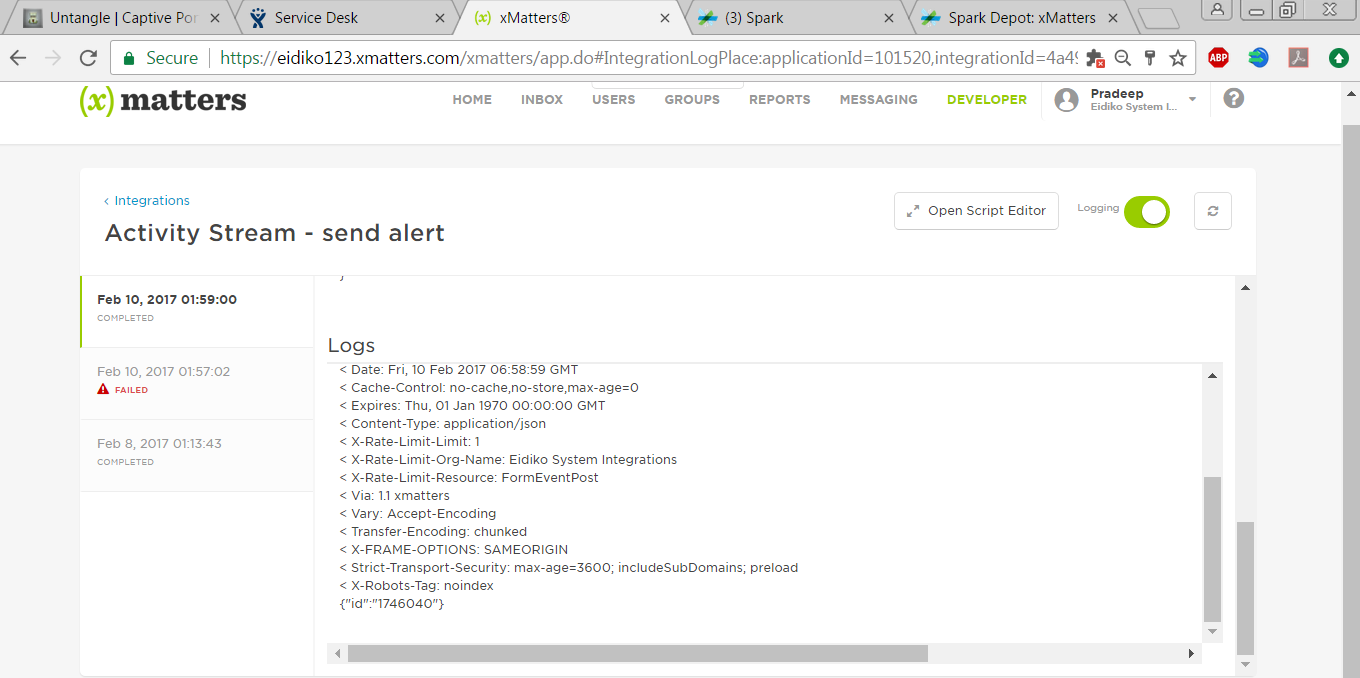 Untangle | Captive Por
Service Desk
xMatters®
(3) Spark
Spark Depot: xMatters
Secure
https://eidiko123.xmatters.com/xmatters/app.do#IntegrationLogPlace:applicationId=101520,integrationId=4a49
ABP
(x) matters
HOME
INBOX
USERS
GROUPS
REPORTS
MESSAGING
DEVELOPER
Pradeep
Eidiko System I...
?
‹ Integrations
Activity Stream - send alert
Open Script Editor
Logging
Feb 10, 2017 01:59:00
COMPLETED
Feb 10, 2017 01:57:02
FAILED
Feb 8, 2017 01:13:43
COMPLETED
}
Logs
< Date: Fri, 10 Feb 2017 06:58:59 GMT
< Cache-Control: no-cache,no-store,max-age=0
< Expires: Thu, 01 Jan 1970 00:00:00 GMT
< Content-Type: application/json
< X-Rate-Limit-Limit: 1
< X-Rate-Limit-Org-Name: Eidiko System Integrations
< X-Rate-Limit-Resource: FormEventPost
< Via: 1.1 xmatters
< Vary: Accept-Encoding
< Transfer-Encoding: chunked
< X-FRAME-OPTIONS: SAMEORIGIN
< Strict-Transport-Security: max-age=3600; includeSubDomains; preload
< X-Robots-Tag: noindex
{"id":"1746040"}